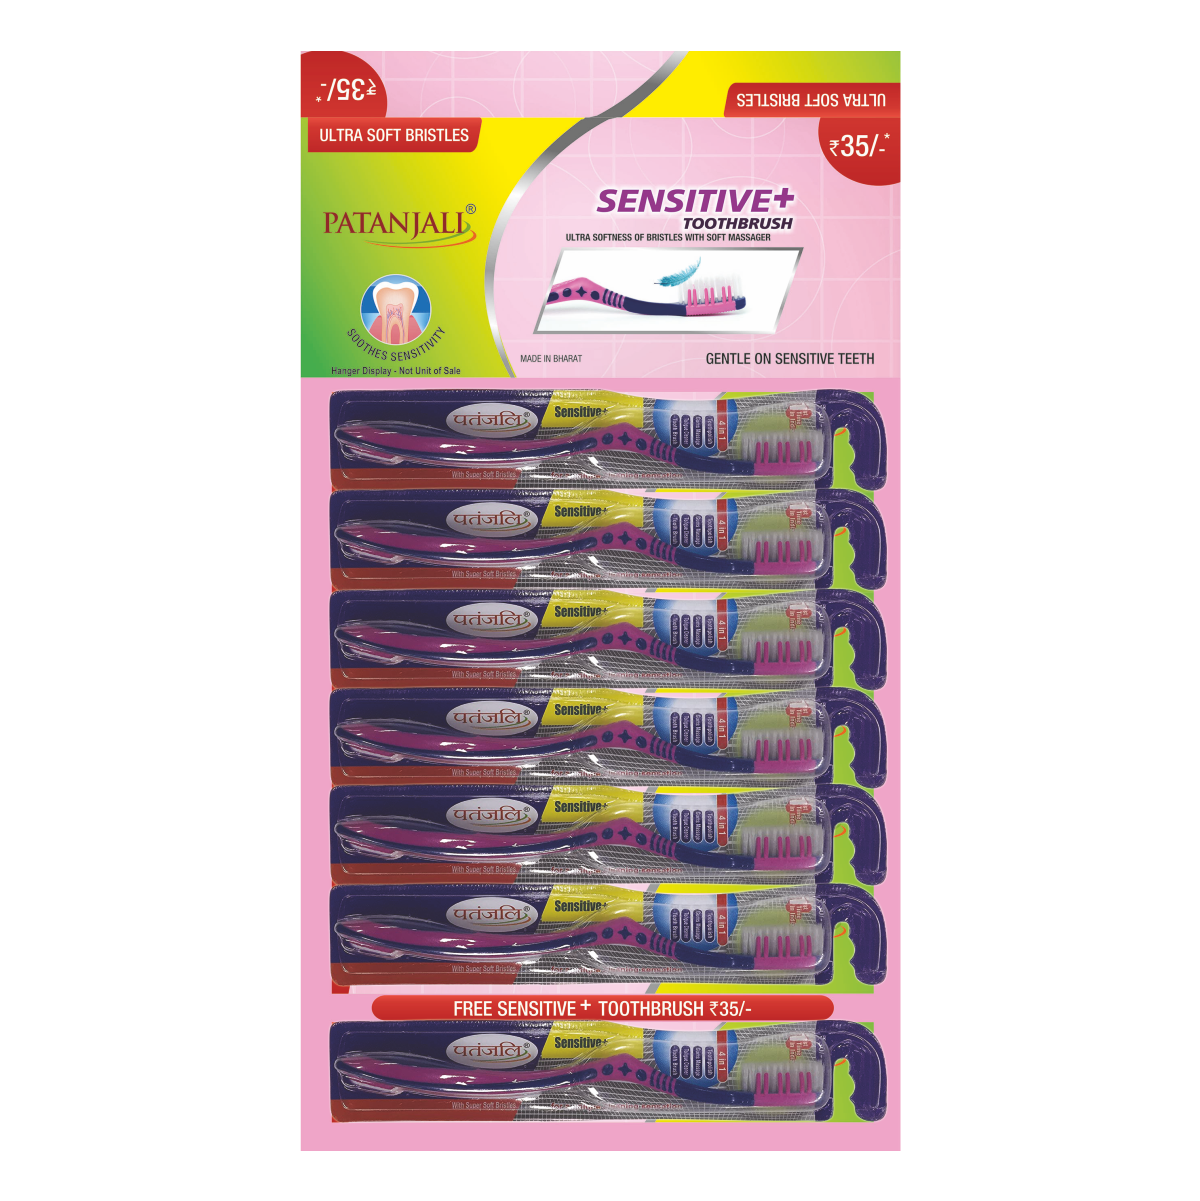 ₹35/-*
ULTRA SOFT BRISTLES
ULTRA SOFT BRISTLES
₹35/-*
PATANJALI®
SENSITIVE+
TOOTHBRUSH
ULTRA SOFTNESS OF BRISTLES WITH SOFT MASSAGER
SOOTHES SENSITIVITY
MADE IN BHARAT
GENTLE ON SENSITIVE TEETH
Hanger Display - Not Unit of Sale
पतंजलि®
Sensitive+
4 in 1
With Super Soft Bristles
पतंजलि®
Sensitive+
4 in 1
With Super Soft Bristles
पतंजलि®
Sensitive+
4 in 1
With Super Soft Bristles
पतंजलि®
Sensitive+
4 in 1
With Super Soft Bristles
पतंजलि®
Sensitive+
4 in 1
With Super Soft Bristles
पतंजलि®
Sensitive+
4 in 1
With Super Soft Bristles
FREE SENSITIVE+ TOOTHBRUSH ₹35/-
पतंजलि®
Sensitive+
4 in 1
With Super Soft Bristles